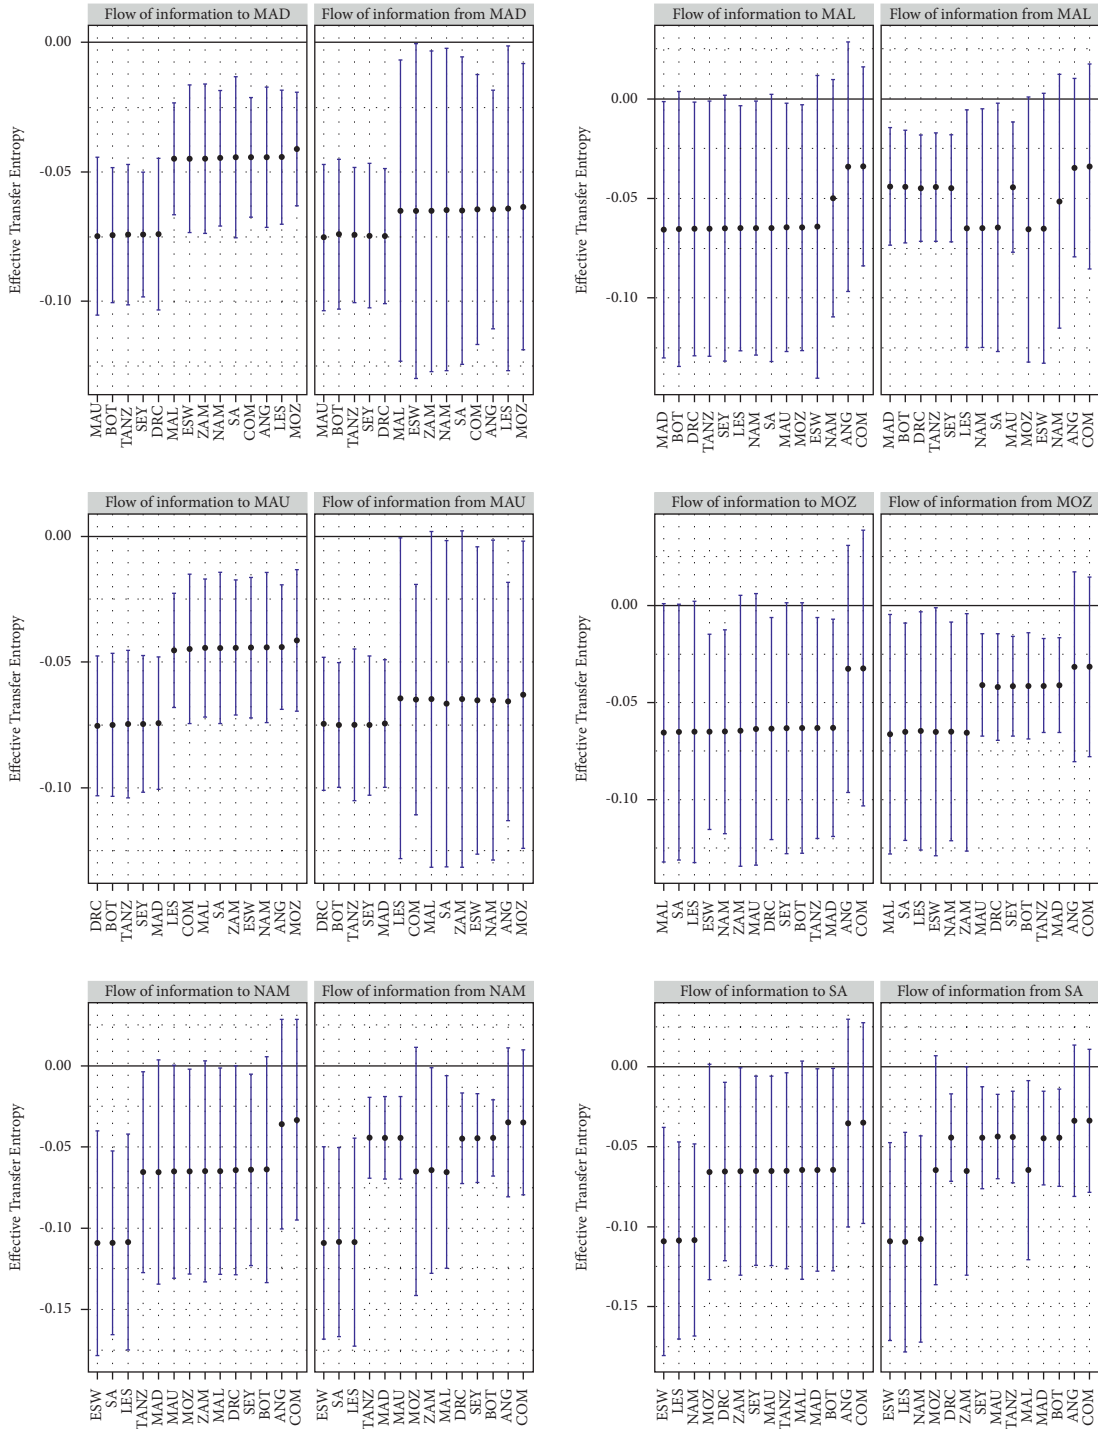 Flow of information to MAD
Flow of information from MAD
Effective Transfer Entropy
0.00
-0.05
-0.10
MAU BOT TANZ SEY DRC MAL ESW ZAM NAM SA COM ANG LES MOZ
MAU BOT TANZ SEY DRC MAL ESW ZAM NAM SA COM ANG LES MOZ
Flow of information to MAL
Flow of information from MAL
Effective Transfer Entropy
0.00
-0.05
-0.10
MAD BOT DRC TANZ SEY LES NAM SA MAU MOZ ESW NAM ANG COM
MAD BOT DRC TANZ SEY LES NAM SA MAU MOZ ESW NAM ANG COM
Flow of information to MAU
Flow of information from MAU
Effective Transfer Entropy
0.00
-0.05
-0.10
DRC BOT TANZ SEY MAD LES COM MAL SA ZAM ESW NAM ANG MOZ
DRC BOT TANZ SEY MAD LES COM MAL SA ZAM ESW NAM ANG MOZ
Flow of information to MOZ
Flow of information from MOZ
Effective Transfer Entropy
0.00
-0.05
-0.10
MAL SA LES ESW NAM ZAM MAU DRC SEY BOT TANZ MAD ANG COM
MAL SA LES ESW NAM ZAM MAU DRC SEY BOT TANZ MAD ANG COM
Flow of information to NAM
Flow of information from NAM
Effective Transfer Entropy
0.00
-0.05
-0.10
-0.15
ESW SA LES TANZ MAD MAU MOZ ZAM MAL DRC SEY BOT ANG COM
ESW SA LES TANZ MAD MAU MOZ ZAM MAL DRC SEY BOT ANG COM
Flow of information to SA
Flow of information from SA
Effective Transfer Entropy
0.00
-0.05
-0.10
-0.15
ESW LES NAM MOZ DRC ZAM SEY MAU TANZ MAL MAD BOT ANG COM
ESW LES NAM MOZ DRC ZAM SEY MAU TANZ MAL MAD BOT ANG COM